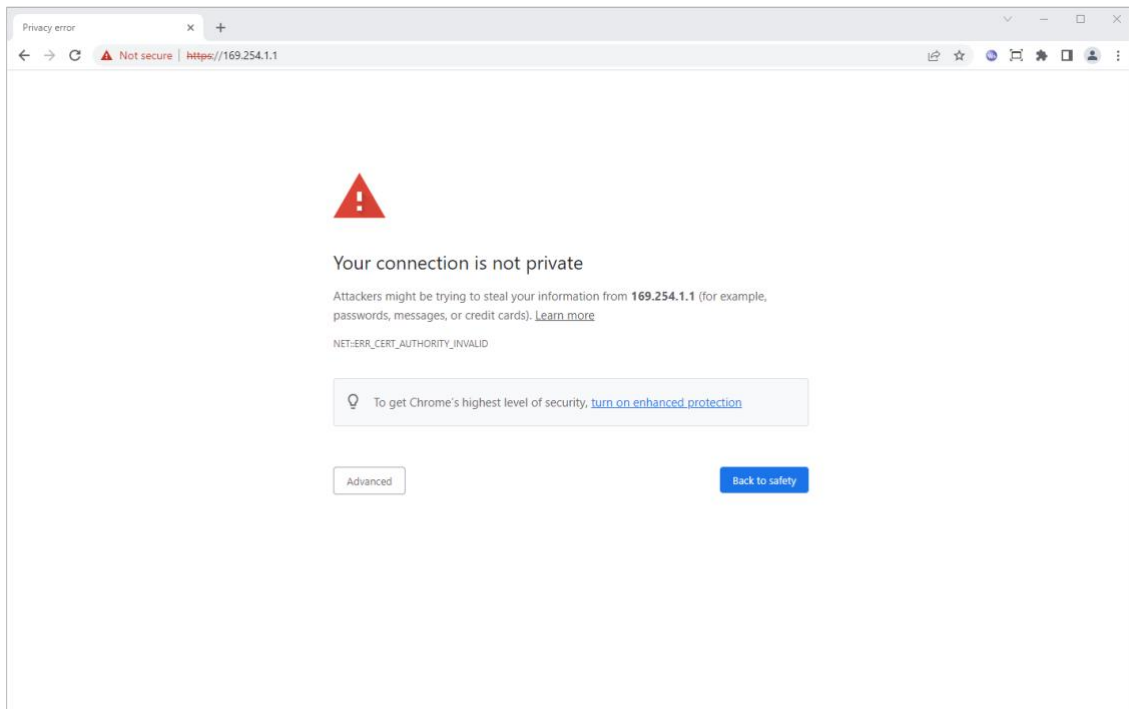 Privacy error
Not secure | https://169.254.1.1
Your connection is not private
Attackers might be trying to steal your information from 169.254.1.1 (for example,
passwords, messages, or credit cards). Learn more
NET::ERR_CERT_AUTHORITY_INVALID
To get Chrome's highest level of security, turn on enhanced protection
Advanced
Back to safety